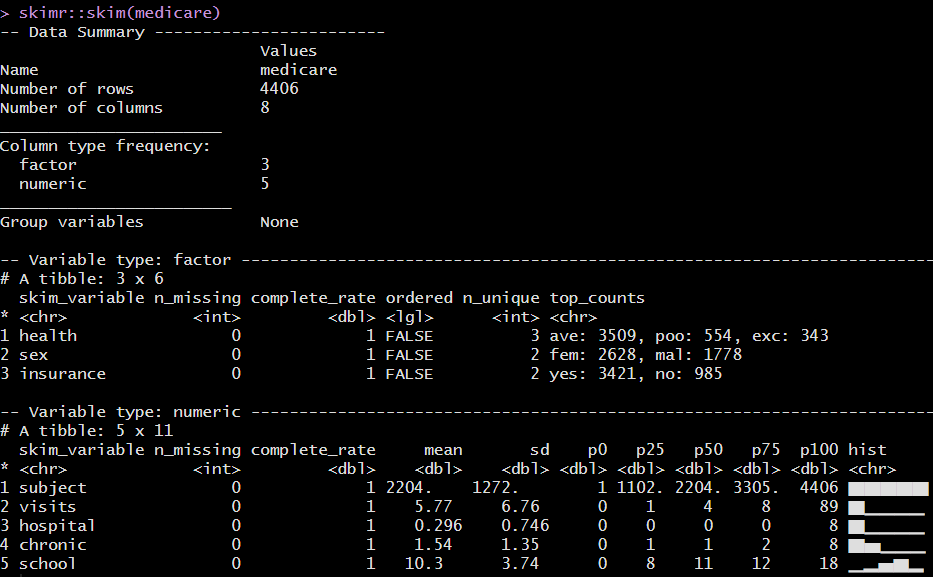 > skimr::skim(medicare)
-- Data Summary ------------------------
                           Values
Name                       medicare
Number of rows             4406
Number of columns          8
_______________________
Column type frequency:
  factor                   3
  numeric                  5
________________________
Group variables            None

-- Variable type: factor ------------------------------------------------------------------------
# A tibble: 3 x 6
  skim_variable n_missing complete_rate ordered n_unique top_counts
* <chr>             <int>         <dbl> <lgl>      <int> <chr>
1 health                0             1 FALSE          3 ave: 3509, poo: 554, exc: 343
2 sex                   0             1 FALSE          2 fem: 2628, mal: 1778
3 insurance             0             1 FALSE          2 yes: 3421, no: 985

-- Variable type: numeric -----------------------------------------------------------------------
# A tibble: 5 x 11
  skim_variable n_missing complete_rate     mean       sd    p0   p25   p50   p75  p100 hist
* <chr>             <int>         <dbl>    <dbl>    <dbl> <dbl> <dbl> <dbl> <dbl> <dbl> <chr>
1 subject               0             1 2204.    1272.        1 1102. 2204. 3305.  4406 ▇▇▇▇▇
2 visits                0             1    5.77     6.76      0    1     4     8     89 ▇▁▁▁▁
3 hospital              0             1    0.296    0.746     0    0     0     0      8 ▇▁▁▁▁
4 chronic               0             1    1.54     1.35      0    1     1     2      8 ▇▅▁▁▁
5 school                0             1   10.3      3.74      0    8    11    12     18 ▁▂▅▇▂